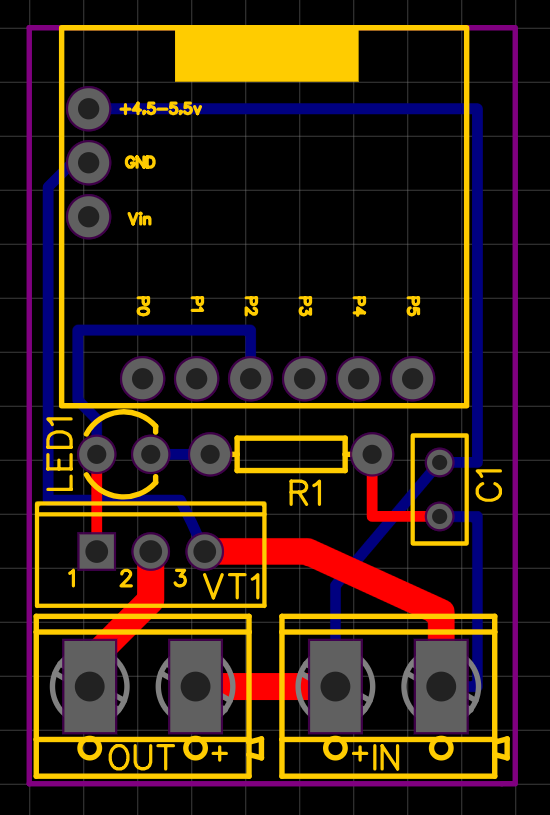 +4.5-5.5v
GND
Vin
P0 P1 P2 P3 P4 P5
LED1
R1
C1
1 2 3 VT1
OUT + +IN